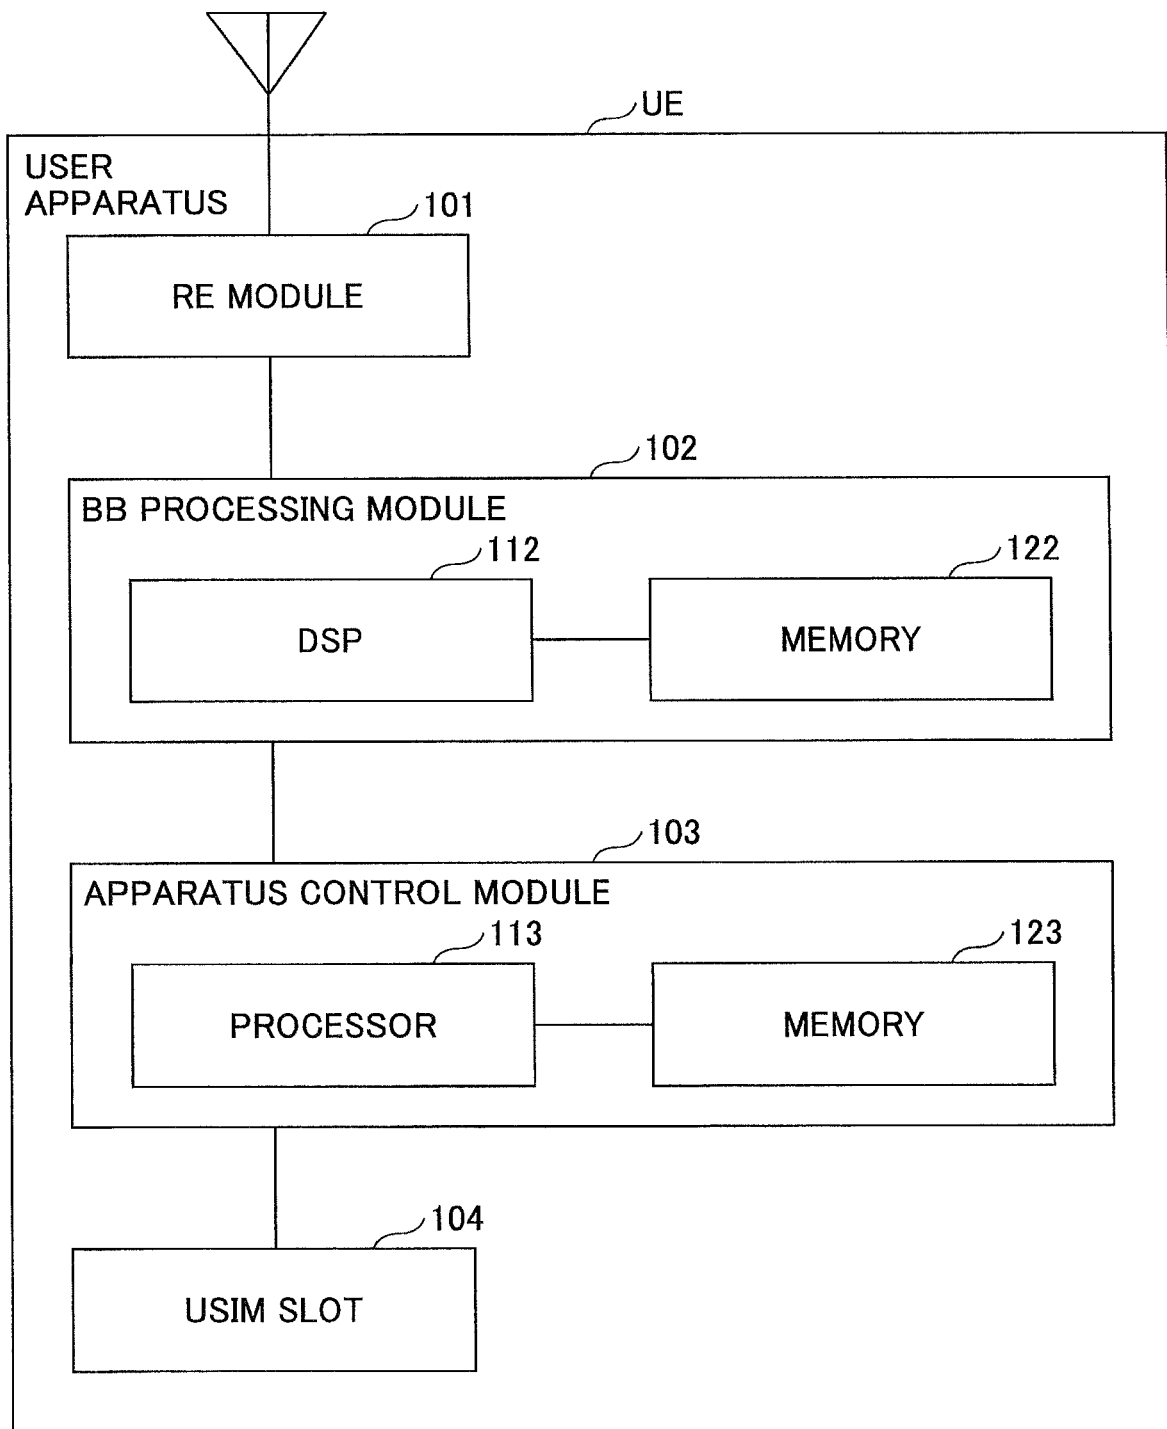 UE
USER
APPARATUS
101
RE MODULE
102
BB PROCESSING MODULE
112
122
DSP
MEMORY
103
APPARATUS CONTROL MODULE
113
123
PROCESSOR
MEMORY
104
USIM SLOT